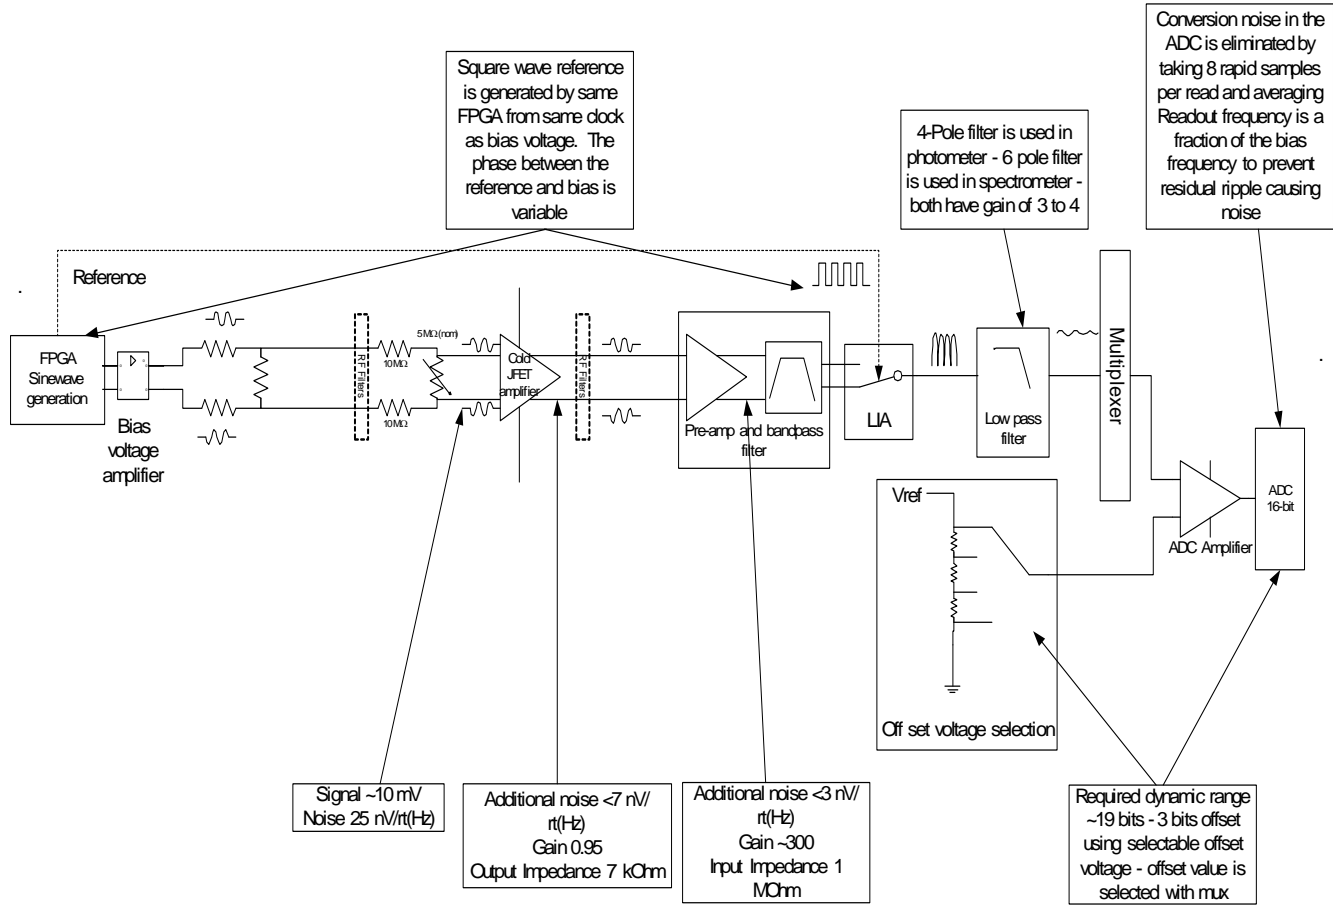 Conversion noise in the
ADC is eliminated by
taking 8 rapid samples
per read and averaging
Readout frequency is a
fraction of the bias
frequency to prevent
residual ripple causing
noise
Square wave reference
is generated by same
FPGA from same clock
as bias voltage. The
phase between the
reference and bias is
variable
4-Pole filter is used in
photometer - 6 pole filter
is used in spectrometer -
both have gain of 3 to 4
Reference
FPGA
Sinewave
generation
Bias
voltage
amplifier
RF Filters
5 MΩ (nom)
10MΩ
10MΩ
Cold
JFET
amplifier
RF Filters
Pre-amp and bandpass
filter
LIA
Low pass
filter
Multiplexer
Vref
Off set voltage selection
ADC Amplifier
ADC
16-bit
Signal ~10 mV
Noise 25 nV/rt(Hz)
Additional noise <7 nV/
rt(Hz)
Gain 0.95
Output Impedance 7 kOhm
Additional noise <3 nV/
rt(Hz)
Gain ~300
Input Impedance 1
MOhm
Required dynamic range
~19 bits - 3 bits offset
using selectable offset
voltage - offset value is
selected with mux